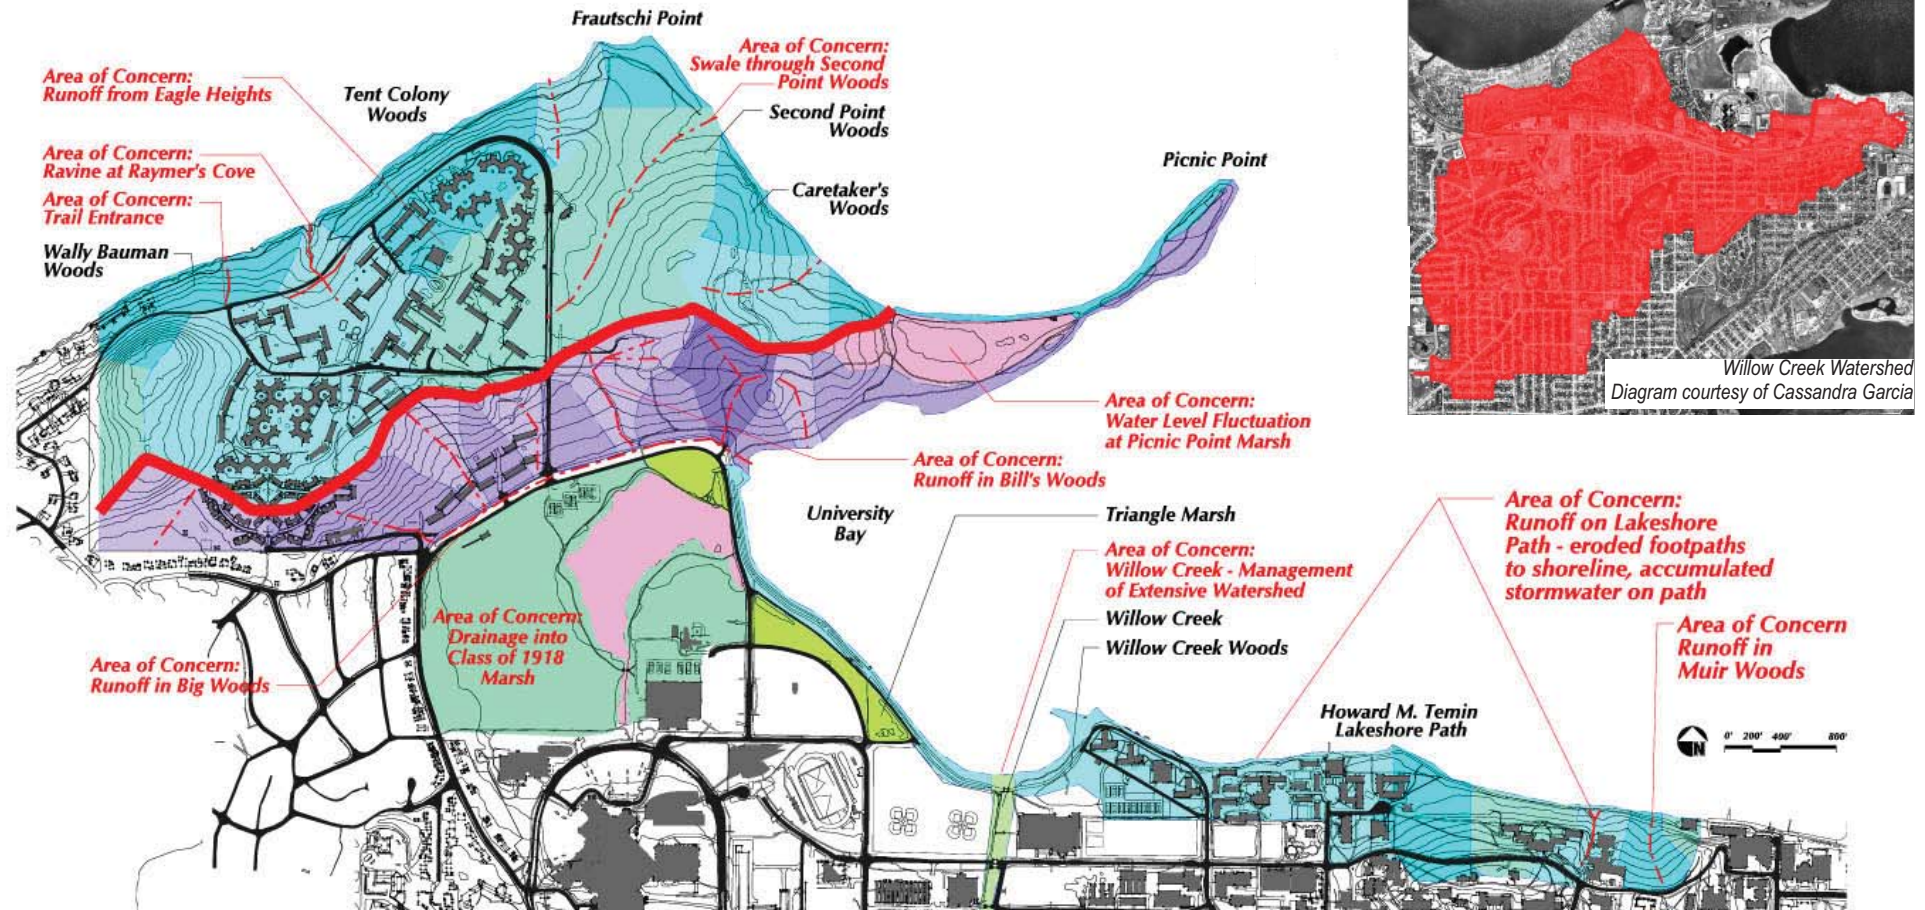 Frautschi Point
Area of Concern:
Swale through Second
Point Woods
Area of Concern:
Runoff from Eagle Heights
Tent Colony
Woods
Second Point
Woods
Area of Concern:
Ravine at Raymer's Cove
Picnic Point
Caretaker's
Woods
Area of Concern:
Trail Entrance
Wally Bauman
Woods
Willow Creek Watershed
Diagram courtesy of Cassandra Garcia
Area of Concern:
Water Level Fluctuation
at Picnic Point Marsh
Area of Concern:
Runoff in Bill's Woods
University
Bay
Triangle Marsh
Area of Concern:
Willow Creek - Management
of Extensive Watershed
Willow Creek
Willow Creek Woods
Area of Concern:
Runoff on Lakeshore
Path - eroded footpaths
to shoreline, accumulated
stormwater on path
Area of Concern
Runoff in
Muir Woods
Area of Concern:
Drainage into
Class of 1918
Marsh
Area of Concern:
Runoff in Big Woods
Howard M. Temin
Lakeshore Path
N
0' 200' 400' 800'